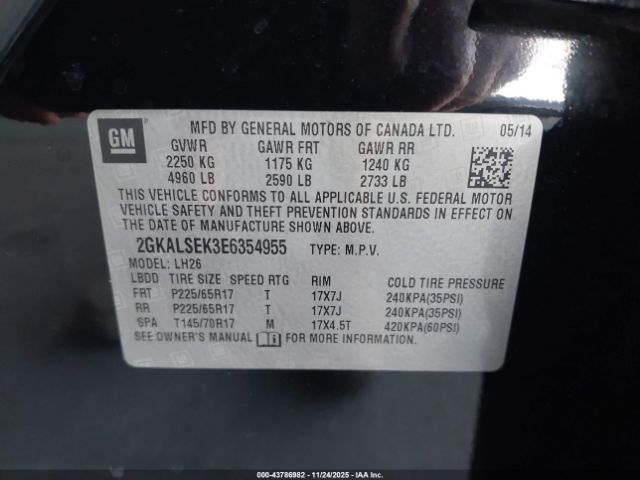 GM
MFD BY GENERAL MOTORS OF CANADA LTD. 05/14
GVWR GAWR FRT GAWR RR
2250 KG 1175 KG 1240 KG
4960 LB 2590 LB 2733 LB
THIS VEHICLE CONFORMS TO ALL APPLICABLE U.S. FEDERAL MOTOR
VEHICLE SAFETY AND THEFT PREVENTION STANDARDS IN EFFECT ON
THE DATE OF MANUFACTURE SHOWN ABOVE.
2GKALSEK3E6354955 TYPE: M.P.V.
MODEL: LH26
LBDD TIRE SIZE SPEED RTG RIM COLD TIRE PRESSURE
FRT P225/65R17 T 17X7J 240KPA(35PSI)
RR P225/65R17 T 17X7J 240KPA(35PSI)
SPA T145/70R17 M 17X4.5T 420KPA(60PSI)
SEE OWNER'S MANUAL FOR MORE INFORMATION.
000-43786982 - 11/24/2025 - IAAI.COM